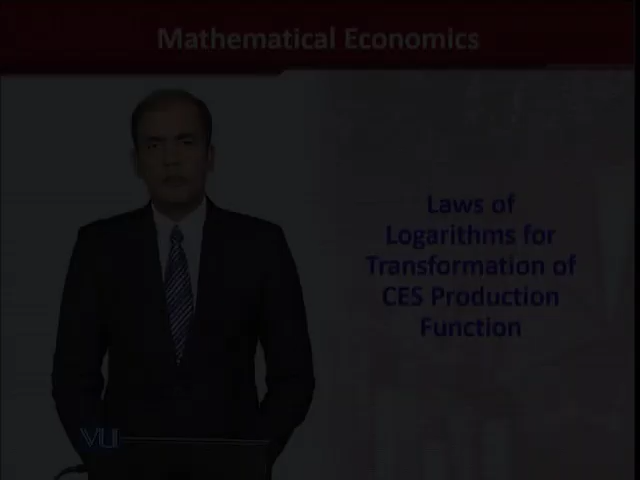 Mathematical Economics
Laws of
Logarithms for
Transformation of
CES Production
Function
VU